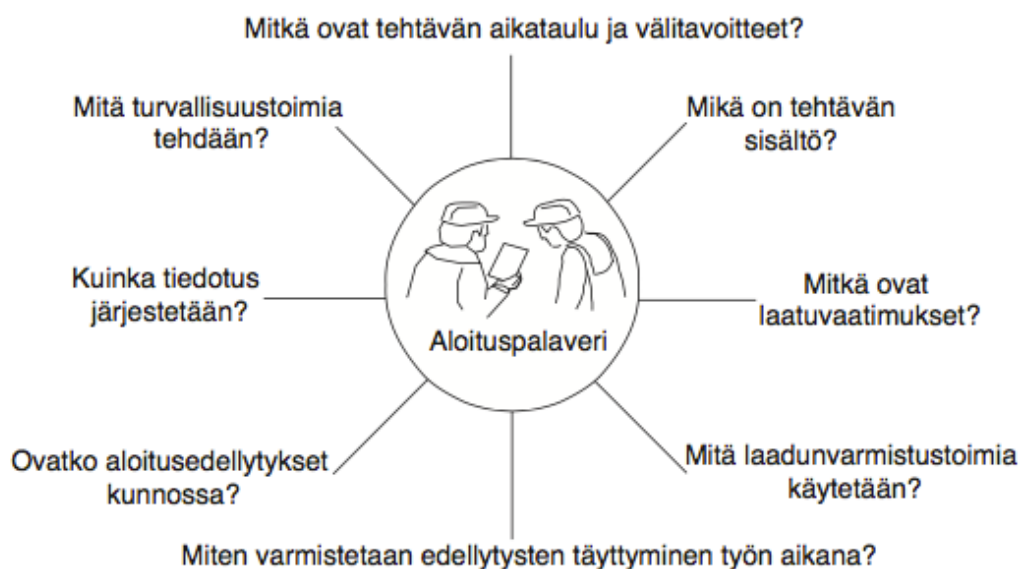 Mitkä ovat tehtävän aikataulu ja välitavoitteet?
Mitä turvallisuustoimia
tehdään?
Mikä on tehtävän
sisältö?
Kuinka tiedotus
järjestetään?
Mitkä ovat
laatuvaatimukset?
Aloituspalaveri
Ovatko aloitusedellytykset
kunnossa?
Mitä laadunvarmistustoimia
käytetään?
Miten varmistetaan edellytysten täyttyminen työn aikana?